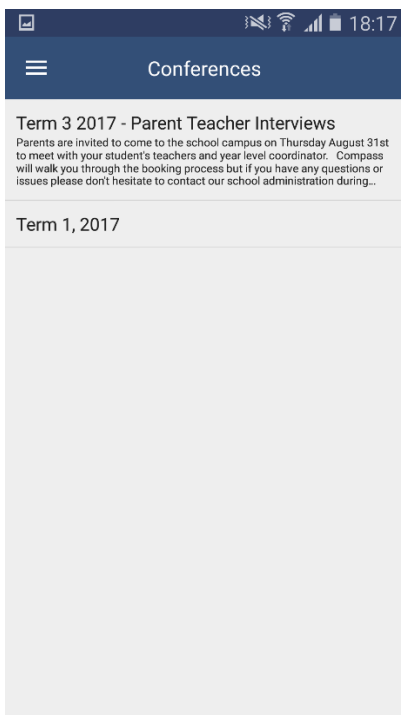 18:17
Conferences
Term 3 2017 - Parent Teacher Interviews
Parents are invited to come to the school campus on Thursday August 31st
to meet with your student's teachers and year level coordinator.   Compass
will walk you through the booking process but if you have any questions or
issues please don't hesitate to contact our school administration during...
Term 1, 2017